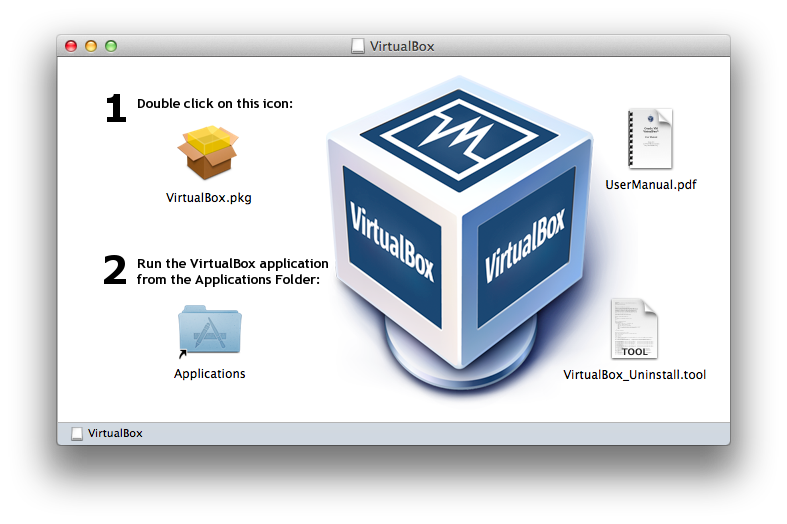 VirtualBox
1 Double click on this icon:
VirtualBox.pkg
2 Run the VirtualBox application
from the Applications Folder:
Applications
VirtualBox
VirtualBox
UserManual.pdf
TOOL
VirtualBox_Uninstall.tool
VirtualBox